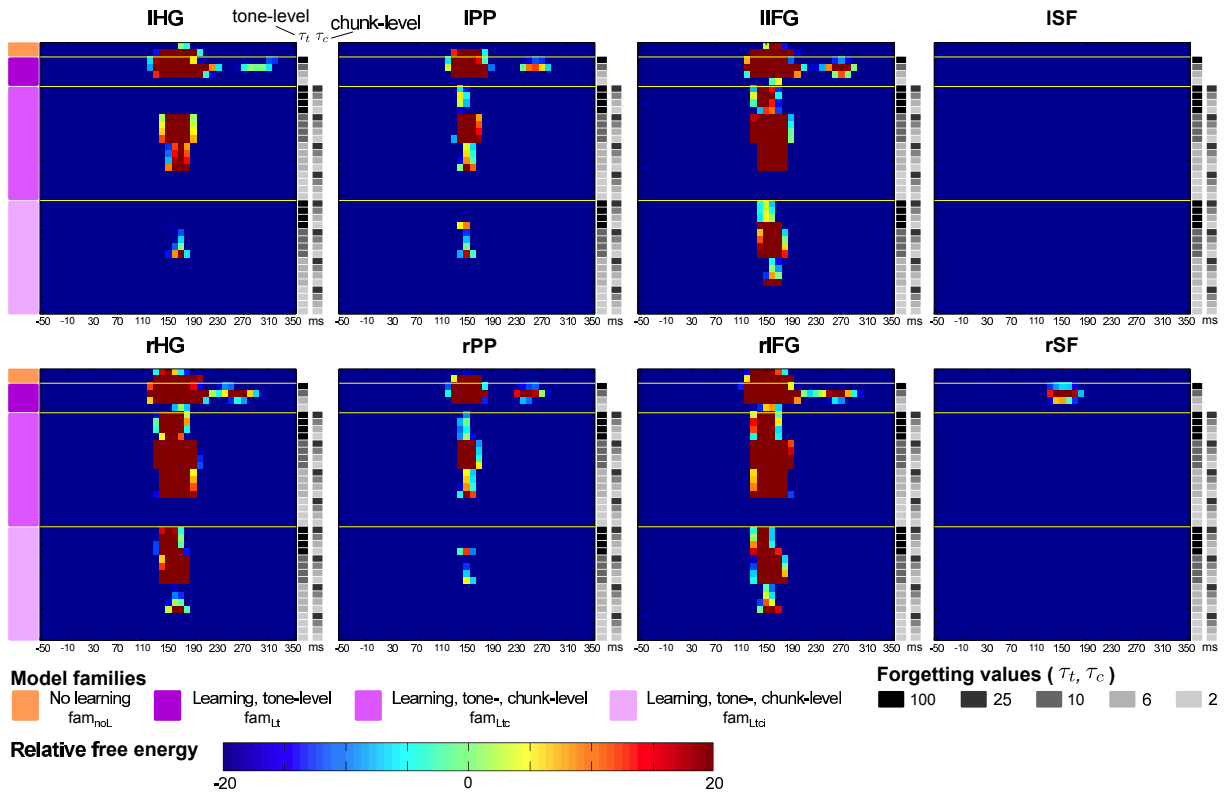 lHG lPP lIFG lSF
tone-level chunk-level
τt τc
-50 -10 30 70 110 150 190 230 270 310 350 ms -50 -10 30 70 110 150 190 230 270 310 350 ms -50 -10 30 70 110 150 190 230 270 310 350 ms -50 -10 30 70 110 150 190 230 270 310 350 ms
rHG rPP rIFG rSF
-50 -10 30 70 110 150 190 230 270 310 350 ms -50 -10 30 70 110 150 190 230 270 310 350 ms -50 -10 30 70 110 150 190 230 270 310 350 ms -50 -10 30 70 110 150 190 230 270 310 350 ms
Model families Forgetting values ( τt, τc )
No learning Learning, tone-level Learning, tone-, chunk-level Learning, tone-, chunk-level 100 25 10 6 2
famnoL famLt famLtc famLtci
Relative free energy
-20 0 20